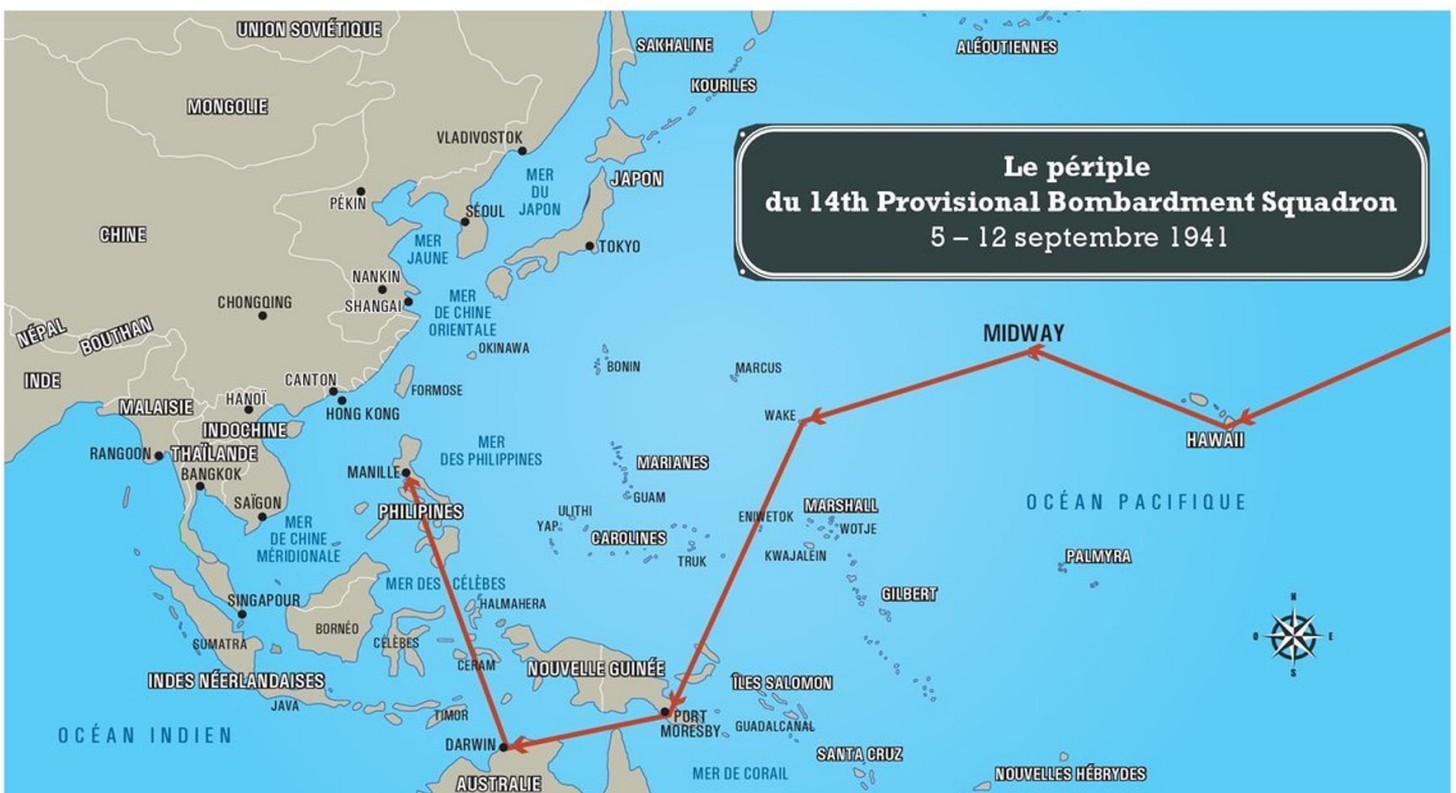 UNION SOVIÉTIQUE
SAKHALINE
ALÉOUTIENNES
KOURILES
MONGOLIE
VLADIVOSTOK
Le périple
du 14th Provisional Bombardment Squadron
5 – 12 septembre 1941
MER
DU
JAPON
JAPON
PÉKIN
SÉOUL
CHINE
MER
JAUNE
TOKYO
NANKIN
SHANGAI
CHONGQING
MER
DE CHINE
ORIENTALE
NÉPAL
BOUTHAN
MIDWAY
OKINAWA
INDE
BONIN
MARCUS
CANTON
FORMOSE
HANOÏ
MALAISIE
HONG KONG
WAKE
INDOCHINE
HAWAÏI
RANGOON
THAÏLANDE
MER
DES PHILIPPINES
BANGKOK
MANILLE
MARIANES
SAÏGON
GUAM
OCÉAN PACIFIQUE
PHILIPINES
ULITHI
YAP
ENIWETOK
MARSHALL
WOTJE
MER
DE CHINE
MÉRIDIONALE
CAROLINES
TRUK
KWAJALEIN
PALMYRA
MER DES CÉLÈBES
GILBERT
SINGAPOUR
HALMAHERA
BORNÉO
N
O
E
S
SUMATRA
CÉLÈBES
CERAM
NOUVELLE GUINÉE
INDES NÉERLANDAISES
ÎLES SALOMON
JAVA
TIMOR
PORT
MORESBY
GUADALCANAL
OCÉAN INDIEN
DARWIN
SANTA CRUZ
AUSTRALIE
MER DE CORAIL
NOUVELLES HÉBRYDES